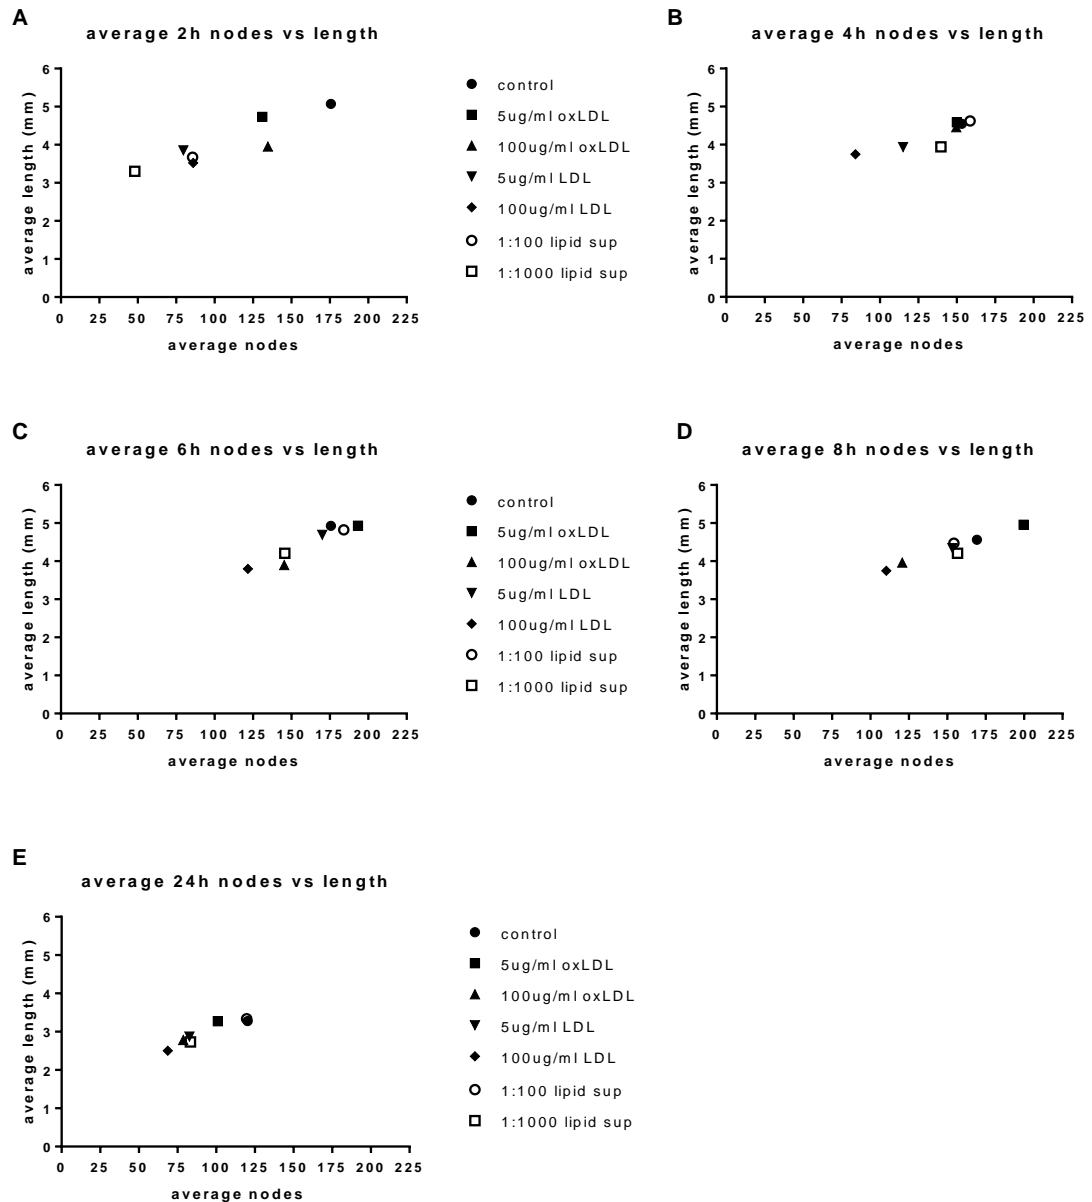 A
average 2h nodes vs length
average length (mm)
6
5
4
3
2
1
0
0 25 50 75 100 125 150 175 200 225
average nodes
control
5ug/ml oxLDL
100ug/ml oxLDL
5ug/ml LDL
100ug/ml LDL
1:100 lipid sup
1:1000 lipid sup
B
average 4h nodes vs length
average length (mm)
6
5
4
3
2
1
0
0 25 50 75 100 125 150 175 200 225
average nodes
C
average 6h nodes vs length
average length (mm)
6
5
4
3
2
1
0
0 25 50 75 100 125 150 175 200 225
average nodes
control
5ug/ml oxLDL
100ug/ml oxLDL
5ug/ml LDL
100ug/ml LDL
1:100 lipid sup
1:1000 lipid sup
D
average 8h nodes vs length
average length (mm)
6
5
4
3
2
1
0
0 25 50 75 100 125 150 175 200 225
average nodes
E
average 24h nodes vs length
average length (mm)
6
5
4
3
2
1
0
0 25 50 75 100 125 150 175 200 225
average nodes
control
5ug/ml oxLDL
100ug/ml oxLDL
5ug/ml LDL
100ug/ml LDL
1:100 lipid sup
1:1000 lipid sup